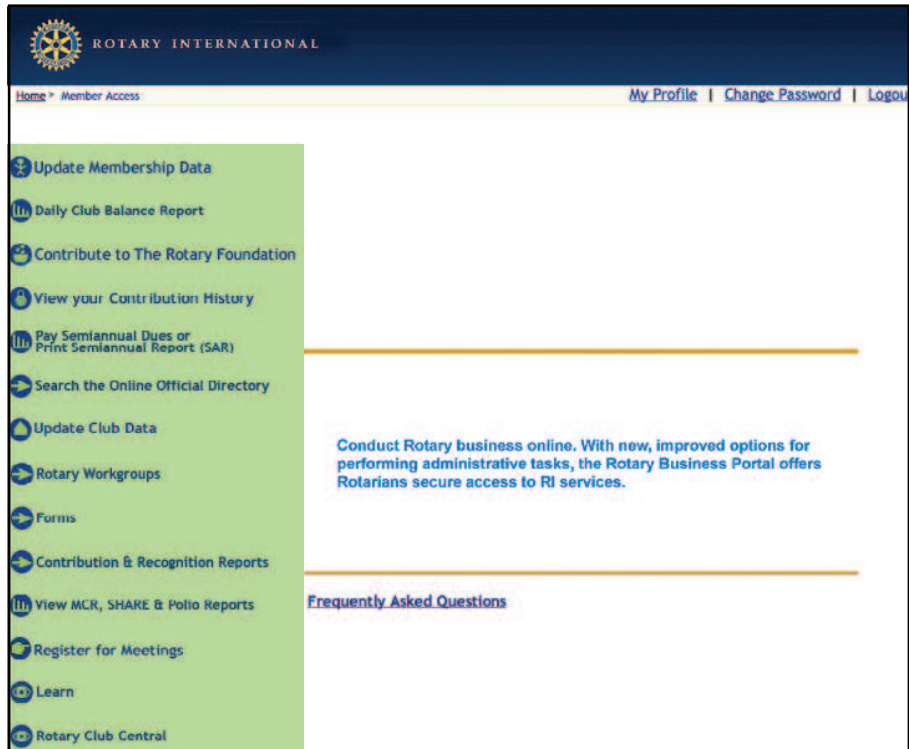 ROTARY INTERNATIONAL
Home > Member Access
My Profile | Change Password | Logou
Update Membership Data
Daily Club Balance Report
Contribute to The Rotary Foundation
View your Contribution History
Pay Semiannual Dues or
Print Semiannual Report (SAR)
Search the Online Official Directory
Update Club Data
Rotary Workgroups
Forms
Contribution & Recognition Reports
View MCR, SHARE & Polio Reports
Register for Meetings
Learn
Rotary Club Central
Conduct Rotary business online. With new, improved options for
performing administrative tasks, the Rotary Business Portal offers
Rotarians secure access to RI services.
Frequently Asked Questions